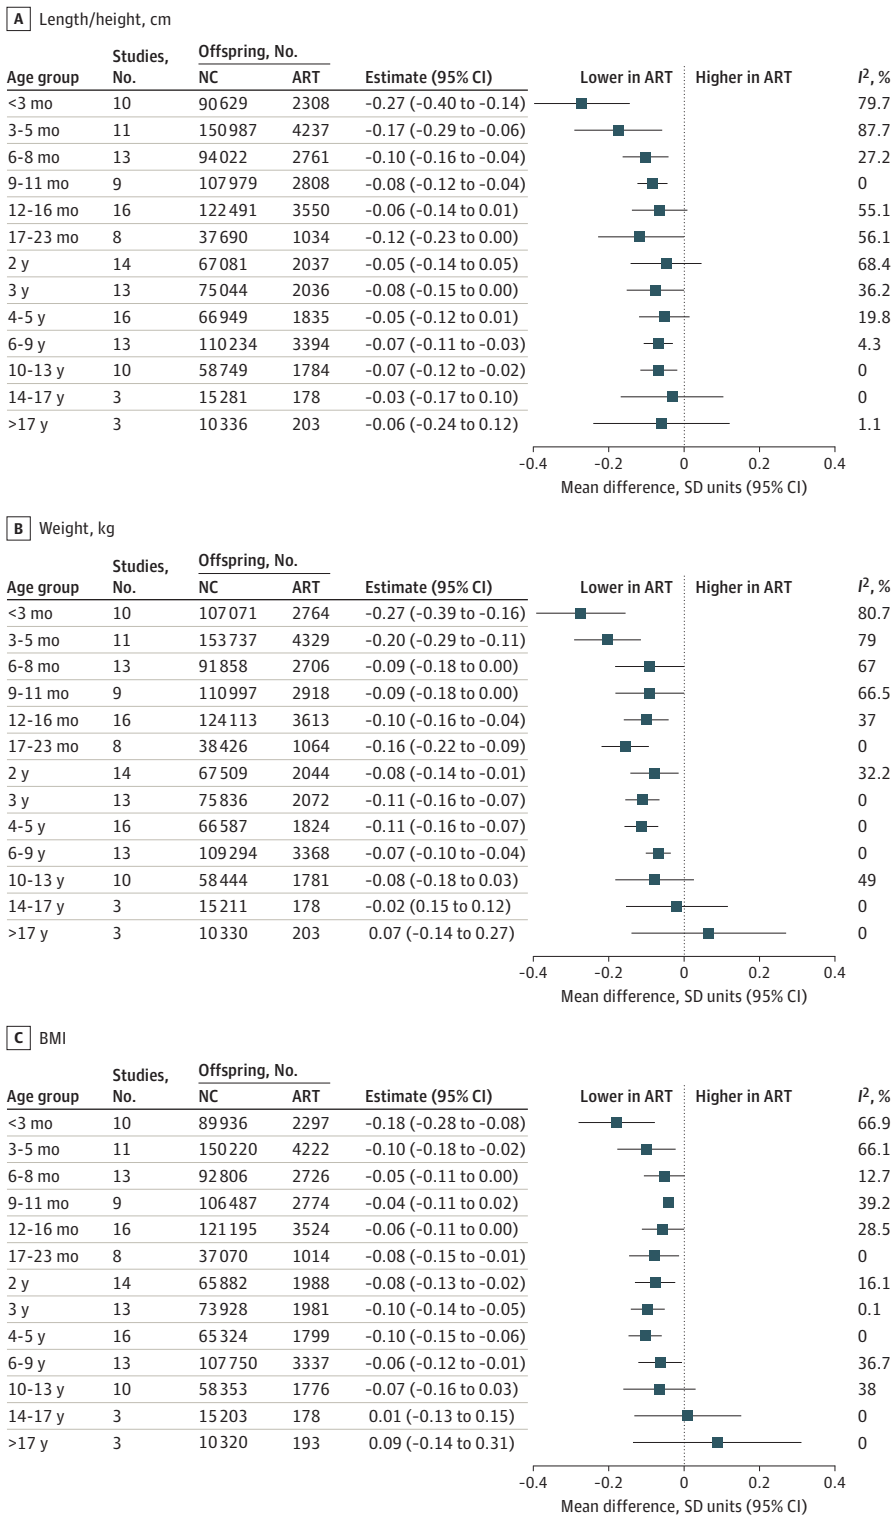 A Length/height, cm
Age group Studies, No. Offspring, No. NC ART Estimate (95% CI) Lower in ART Higher in ART I², %
<3 mo 10 90629 2308 -0.27 (-0.40 to -0.14) 79.7
3-5 mo 11 150987 4237 -0.17 (-0.29 to -0.06) 87.7
6-8 mo 13 94022 2761 -0.10 (-0.16 to -0.04) 27.2
9-11 mo 9 107979 2808 -0.08 (-0.12 to -0.04) 0
12-16 mo 16 122491 3550 -0.06 (-0.14 to 0.01) 55.1
17-23 mo 8 37690 1034 -0.12 (-0.23 to 0.00) 56.1
2 y 14 67081 2037 -0.05 (-0.14 to 0.05) 68.4
3 y 13 75044 2036 -0.08 (-0.15 to 0.00) 36.2
4-5 y 16 66949 1835 -0.05 (-0.12 to 0.01) 19.8
6-9 y 13 110234 3394 -0.07 (-0.11 to -0.03) 4.3
10-13 y 10 58749 1784 -0.07 (-0.12 to -0.02) 0
14-17 y 3 15281 178 -0.03 (-0.17 to 0.10) 0
>17 y 3 10336 203 -0.06 (-0.24 to 0.12) 1.1
-0.4 -0.2 0 0.2 0.4
Mean difference, SD units (95% CI)
B Weight, kg
Age group Studies, No. Offspring, No. NC ART Estimate (95% CI) Lower in ART Higher in ART I², %
<3 mo 10 107071 2764 -0.27 (-0.39 to -0.16) 80.7
3-5 mo 11 153737 4329 -0.20 (-0.29 to -0.11) 79
6-8 mo 13 91858 2706 -0.09 (-0.18 to 0.00) 67
9-11 mo 9 110997 2918 -0.09 (-0.18 to 0.00) 66.5
12-16 mo 16 124113 3613 -0.10 (-0.16 to -0.04) 37
17-23 mo 8 38426 1064 -0.16 (-0.22 to -0.09) 0
2 y 14 67509 2044 -0.08 (-0.14 to -0.01) 32.2
3 y 13 75836 2072 -0.11 (-0.16 to -0.07) 0
4-5 y 16 66587 1824 -0.11 (-0.16 to -0.07) 0
6-9 y 13 109294 3368 -0.07 (-0.10 to -0.04) 0
10-13 y 10 58444 1781 -0.08 (-0.18 to 0.03) 49
14-17 y 3 15211 178 -0.02 (0.15 to 0.12) 0
>17 y 3 10330 203 0.07 (-0.14 to 0.27) 0
-0.4 -0.2 0 0.2 0.4
Mean difference, SD units (95% CI)
C BMI
Age group Studies, No. Offspring, No. NC ART Estimate (95% CI) Lower in ART Higher in ART I², %
<3 mo 10 89936 2297 -0.18 (-0.28 to -0.08) 66.9
3-5 mo 11 150220 4222 -0.10 (-0.18 to -0.02) 66.1
6-8 mo 13 92806 2726 -0.05 (-0.11 to 0.00) 12.7
9-11 mo 9 106487 2774 -0.04 (-0.11 to 0.02) 39.2
12-16 mo 16 121195 3524 -0.06 (-0.11 to 0.00) 28.5
17-23 mo 8 37070 1014 -0.08 (-0.15 to -0.01) 0
2 y 14 65882 1988 -0.08 (-0.13 to -0.02) 16.1
3 y 13 73928 1981 -0.10 (-0.14 to -0.05) 0.1
4-5 y 16 65324 1799 -0.10 (-0.15 to -0.06) 0
6-9 y 13 107750 3337 -0.06 (-0.12 to -0.01) 36.7
10-13 y 10 58353 1776 -0.07 (-0.16 to 0.03) 38
14-17 y 3 15203 178 0.01 (-0.13 to 0.15) 0
>17 y 3 10320 193 0.09 (-0.14 to 0.31) 0
-0.4 -0.2 0 0.2 0.4
Mean difference, SD units (95% CI)